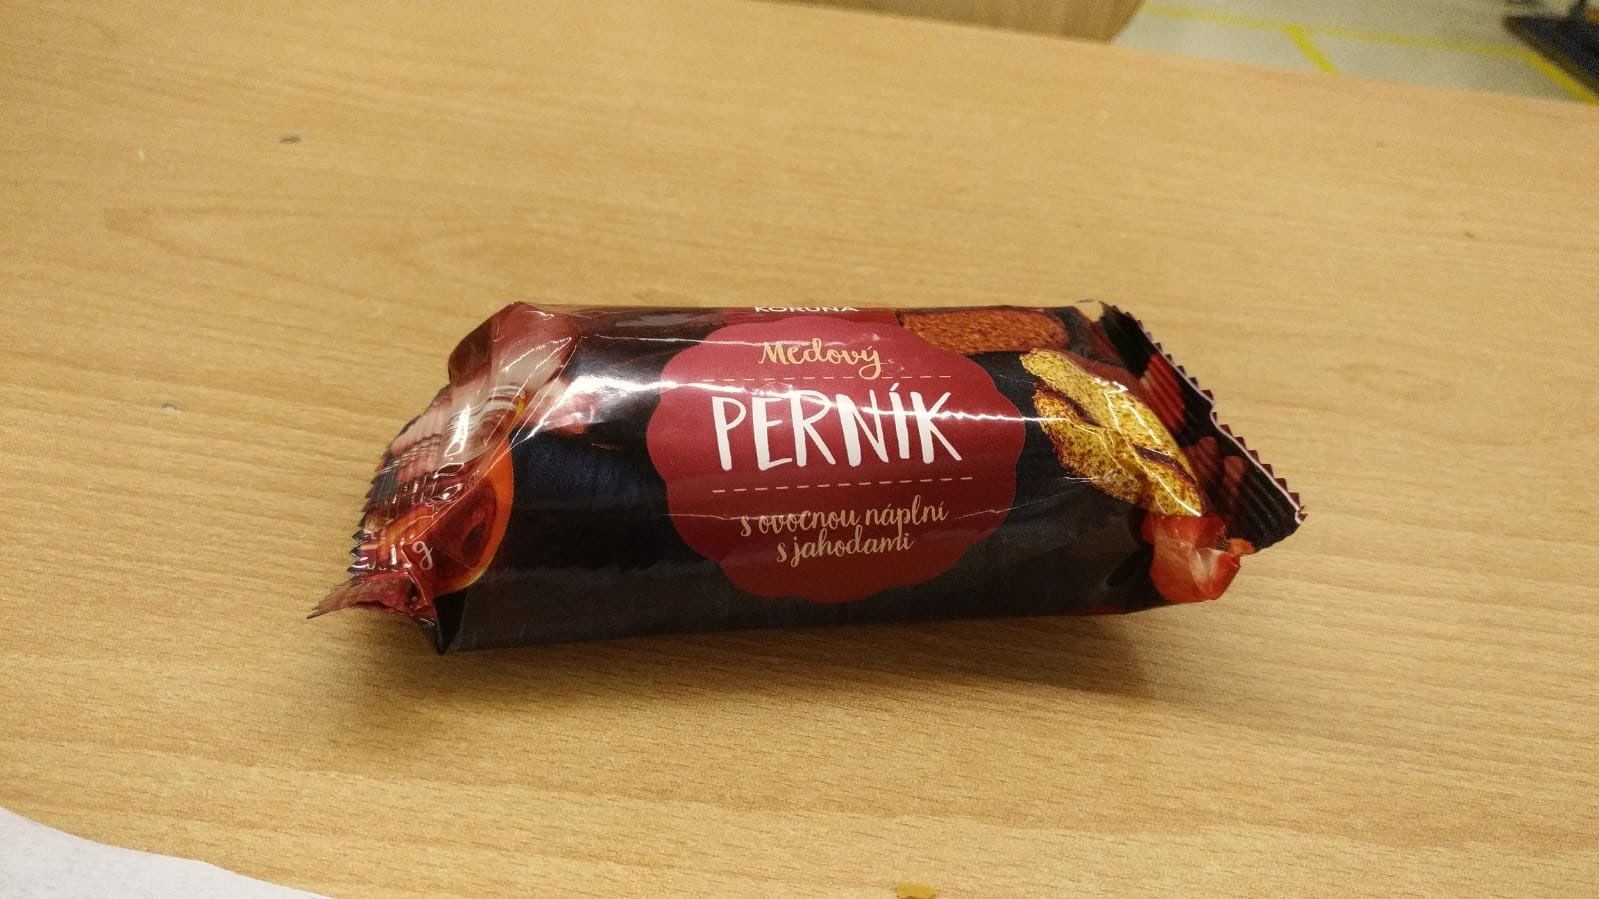 KORUNA
Medový
PERNÍK
s ovocnou náplní
s jahodami
g